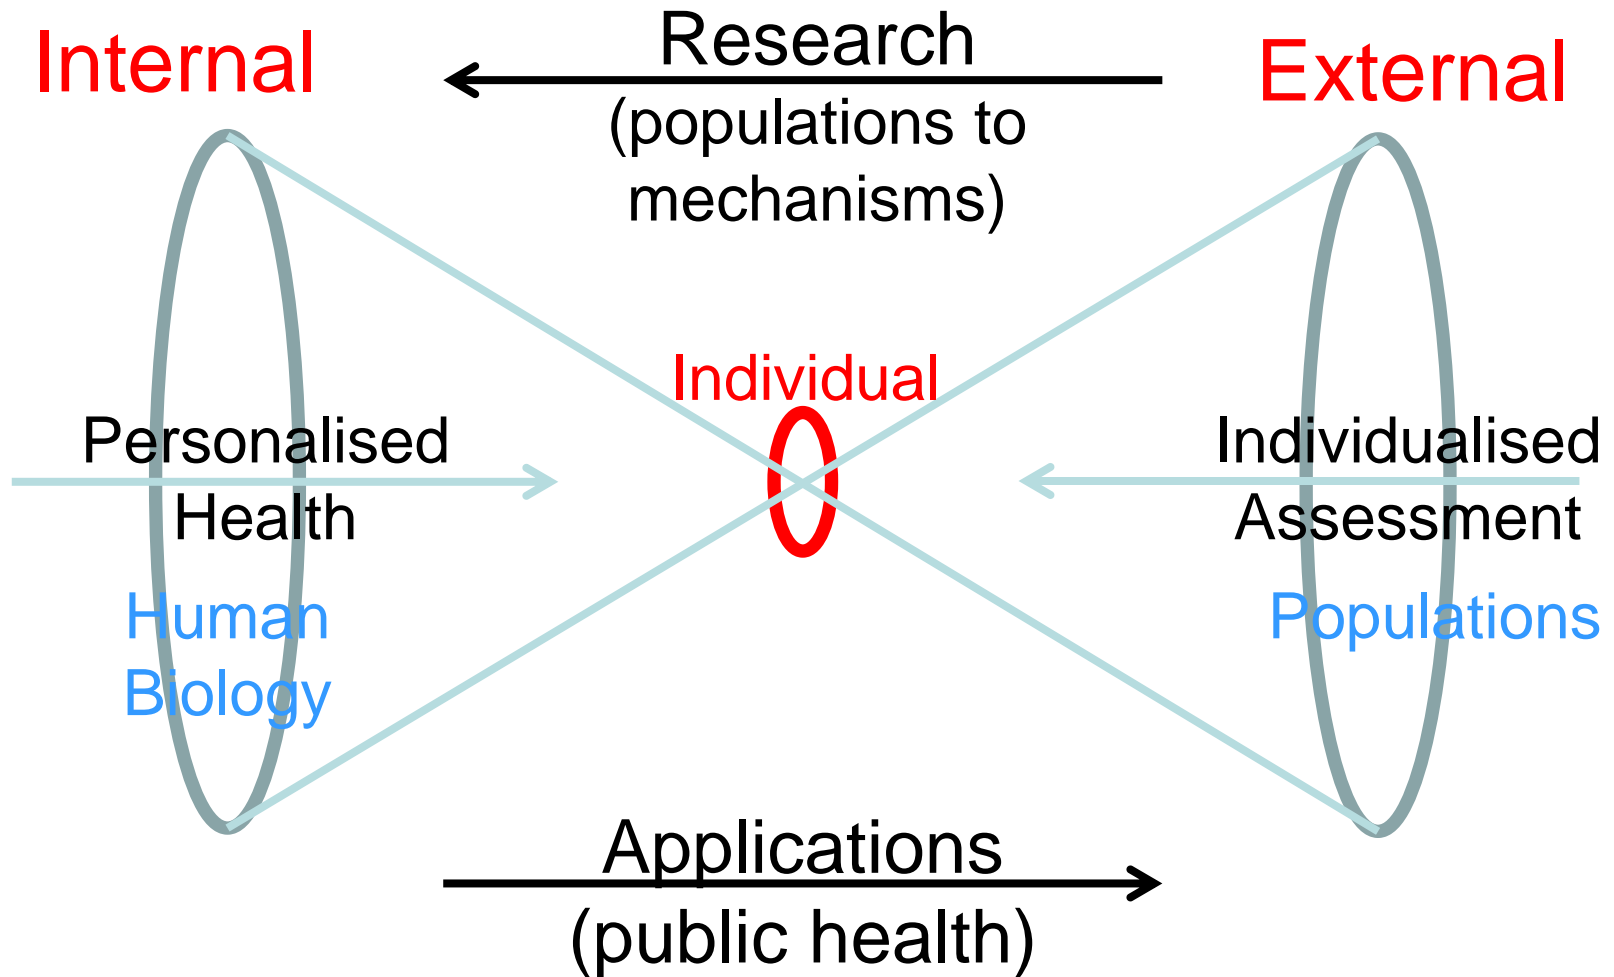 Internal
Research
External
(populations to
mechanisms)
Individual
Personalised
Health
Individualised
Assessment
Human
Biology
Populations
Applications
(public health)